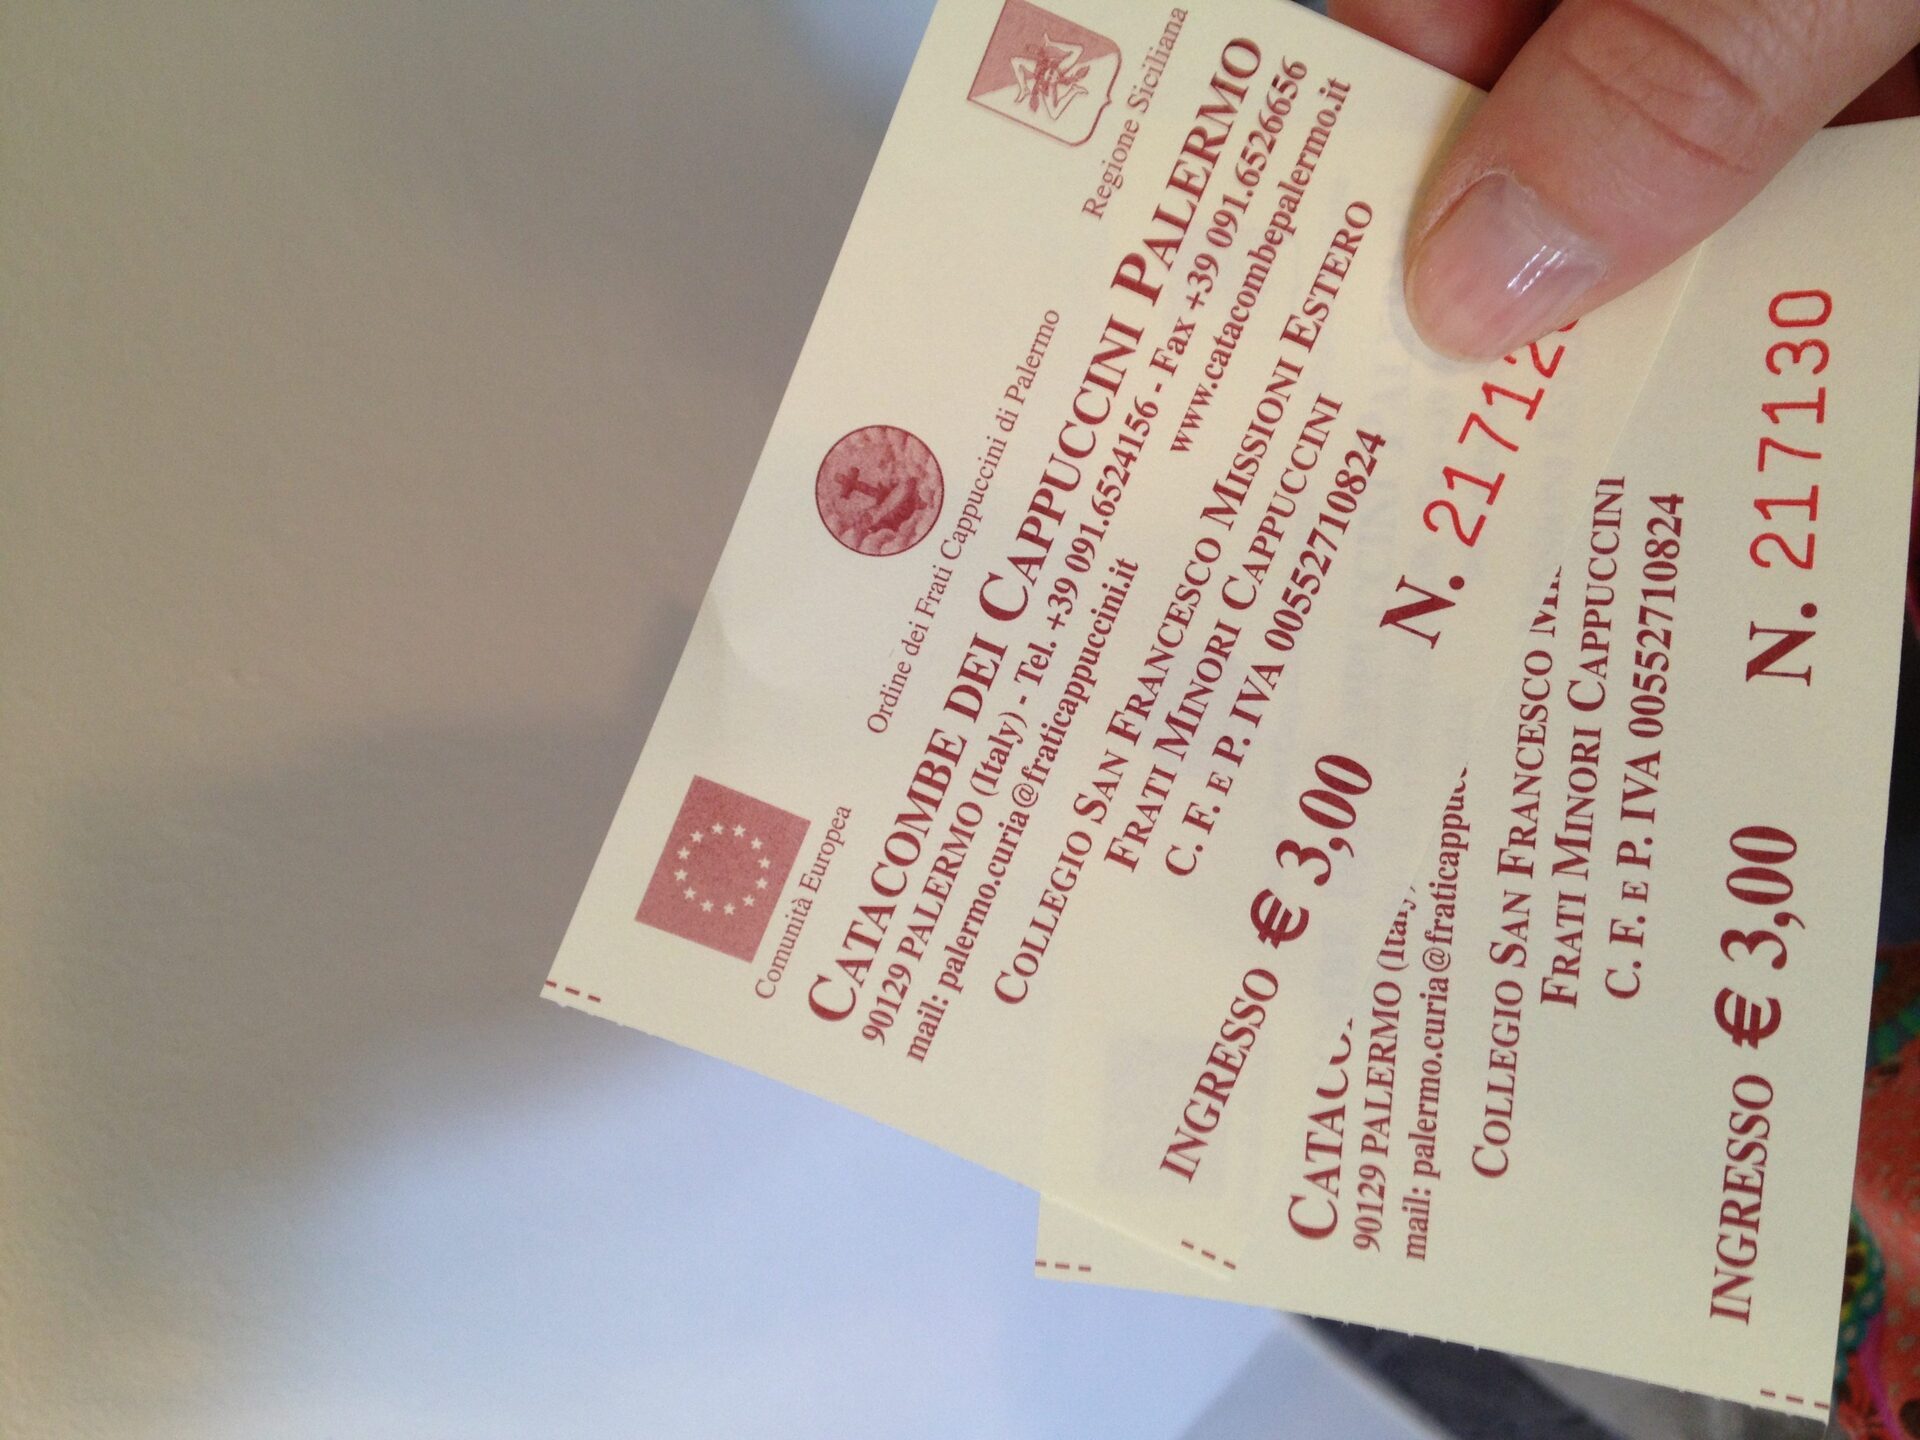 Regione Siciliana
Ordine dei Frati Cappuccini di Palermo
Comunità Europea
CATACOMBE DEI CAPPUCCINI PALERMO
90129 PALERMO (Italy) - Tel. +39 091.6524156 - Fax +39 091.6526656
mail: palermo.curia@fraticappuccini.it www.catacombepalermo.it
COLLEGIO SAN FRANCESCO MISSIONI ESTERO
FRATI MINORI CAPPUCCINI
C. F. E P. IVA 00552710824
INGRESSO € 3,00 N. 21712
90129 PALERMO (Italy)
mail: palermo.curia@fraticappuc
COLLEGIO SAN FRANCESCO
FRATI MINORI CAPPUCCINI
C. F. E P. IVA 00552710824
INGRESSO € 3,00 N. 217130